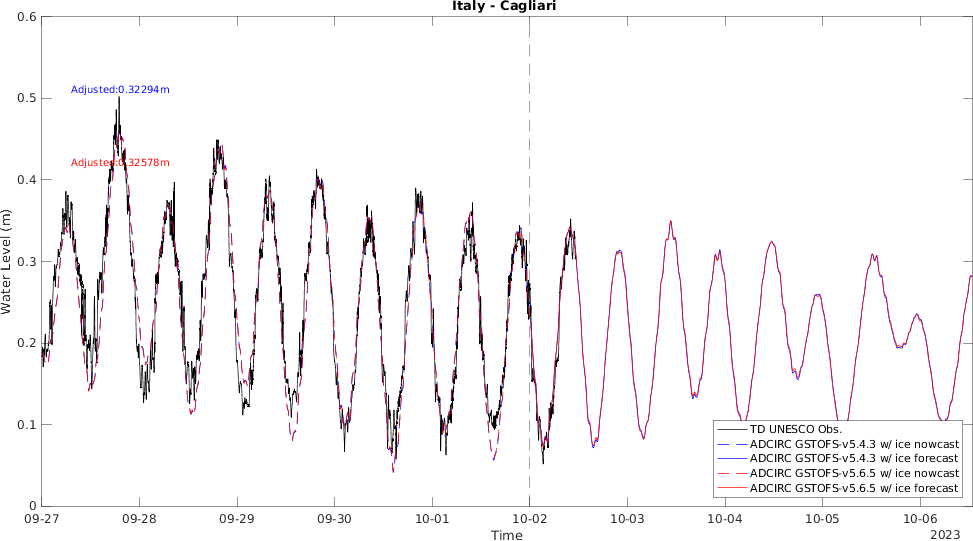 Italy - Cagliari
0.6
0.5
0.4
0.3
0.2
0.1
0
Water Level (m)
Adjusted:0.32294m
Adjusted:0.32578m
TD UNESCO Obs.
ADCIRC GSTOFS-v5.4.3 w/ ice nowcast
ADCIRC GSTOFS-v5.4.3 w/ ice forecast
ADCIRC GSTOFS-v5.6.5 w/ ice nowcast
ADCIRC GSTOFS-v5.6.5 w/ ice forecast
09-27 09-28 09-29 09-30 10-01 10-02 10-03 10-04 10-05 10-06
Time
2023